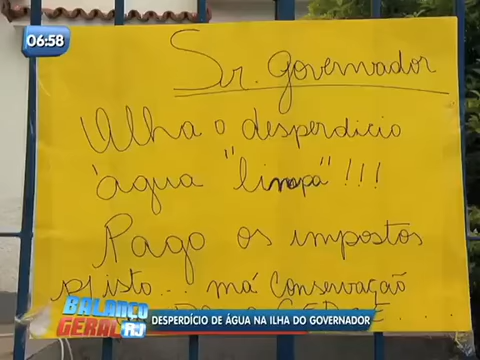 06:58
Sr. Governador
Olha o desperdicio
água "limpa"!!!
Pago os impostos
p/ isto... má conservação
BALANÇO
GERAL RJ
DESPERDÍCIO DE ÁGUA NA ILHA DO GOVERNADOR